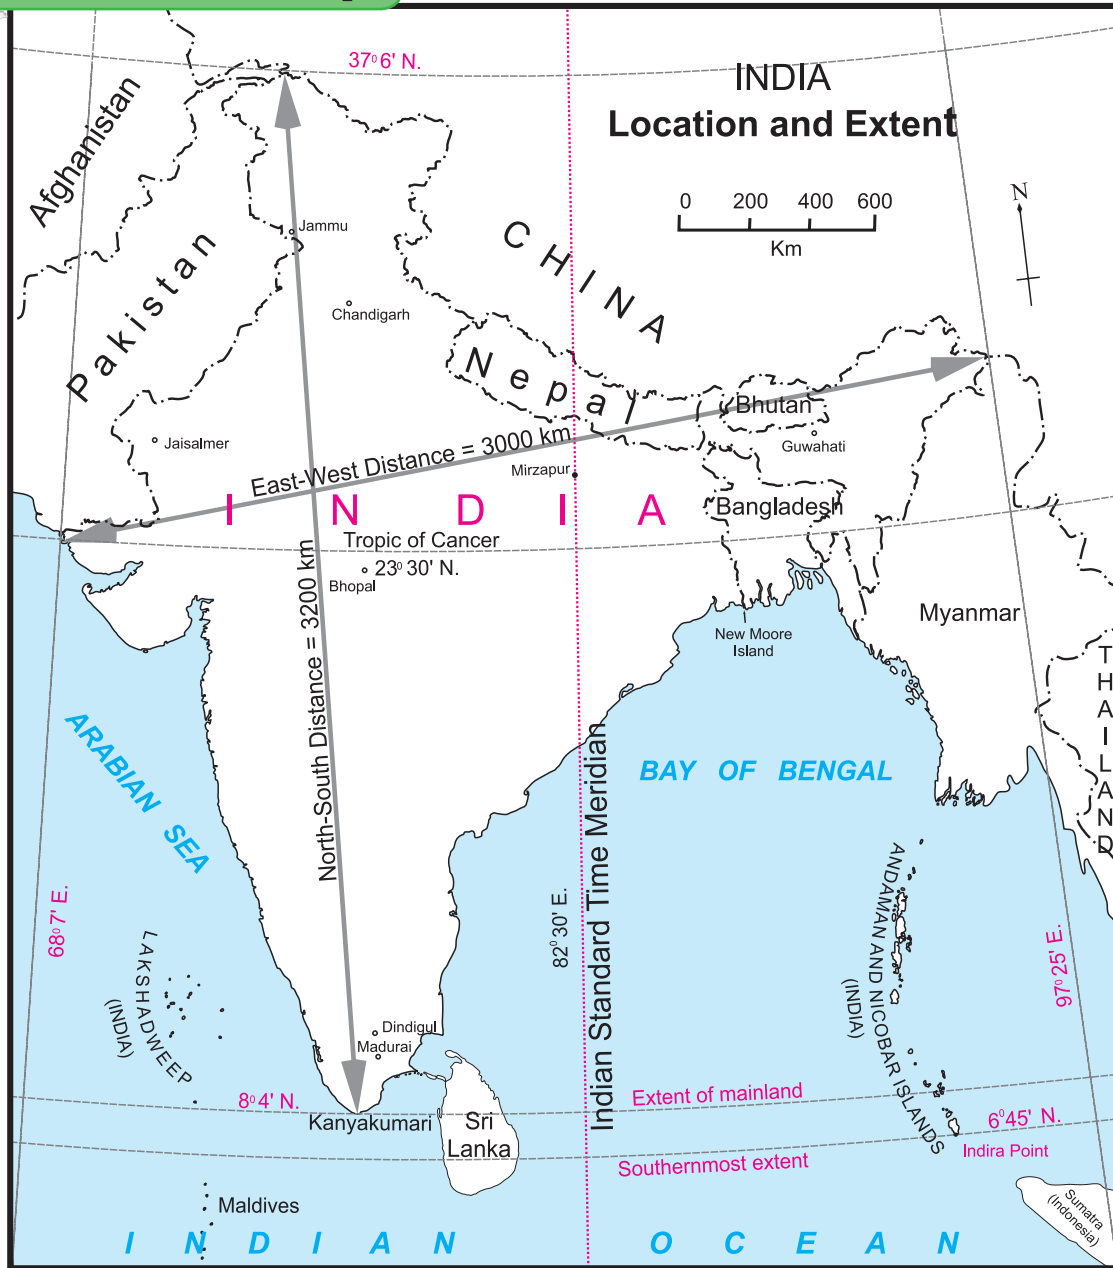 37°6' N.
INDIA
Location and Extent
0 200 400 600
Km
N
Afghanistan
Pakistan
CHINA
Jammu
Chandigarh
Nepal
Bhutan
Jaisalmer
Guwahati
East-West Distance = 3000 km
Mirzapur
INDIA
Bangladesh
Tropic of Cancer
23° 30' N.
Bhopal
North-South Distance = 3200 km
Myanmar
New Moore
Island
THAILAND
ARABIAN SEA
BAY OF BENGAL
Indian Standard Time Meridian
82° 30' E.
68° 7' E.
97° 25' E.
LAKSHADWEEP
(INDIA)
ANDAMAN AND NICOBAR ISLANDS
(INDIA)
Dindigul
Madurai
8° 4' N.
Extent of mainland
Kanyakumari
Sri
Lanka
6° 45' N.
Indira Point
Southernmost extent
Maldives
Sumatra
(Indonesia)
INDIAN OCEAN